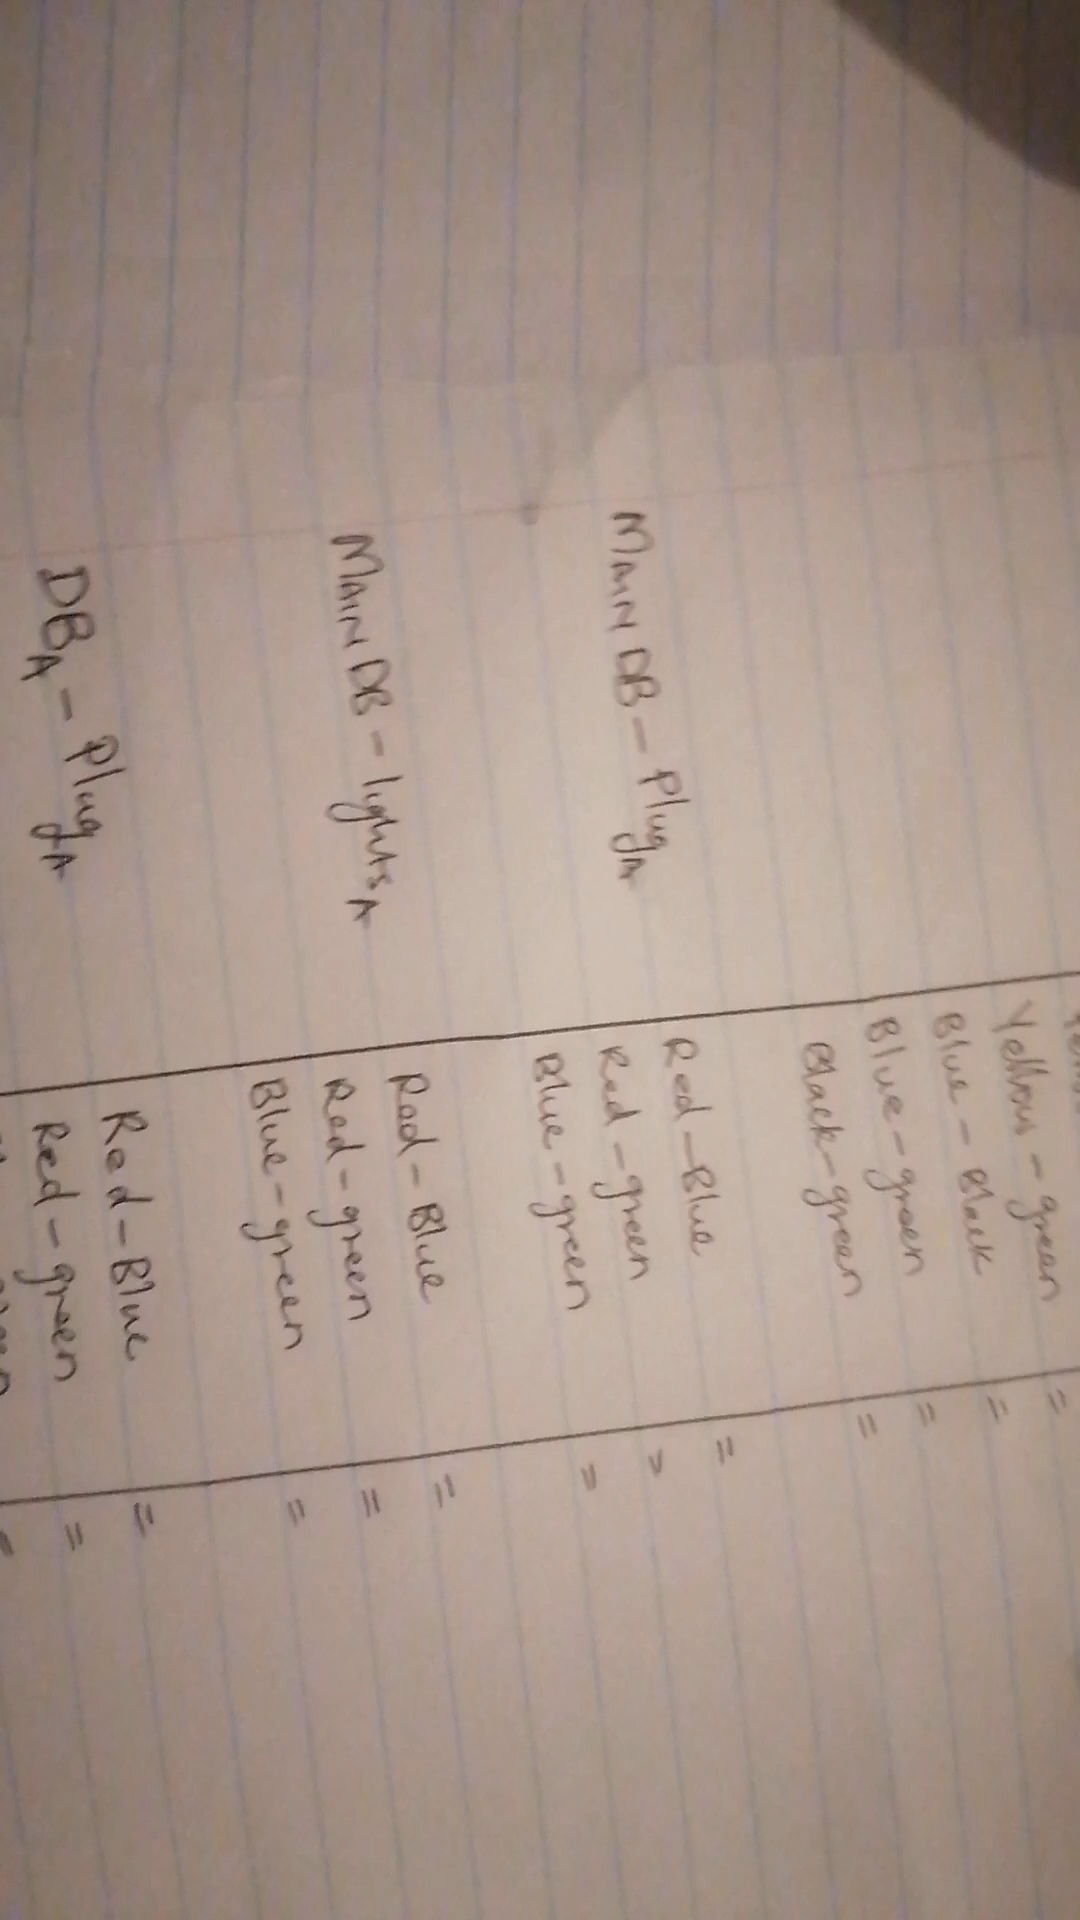 Yellow - green =
Blue - Black =
Blue - green =
Black - green =
Red - Blue =
Main DB - Plug A Red - green =
Blue - green =
Red - Blue =
Main DB - lights A Red - green =
Blue - green =
Red - Blue =
DB A - Plug A Red - green =